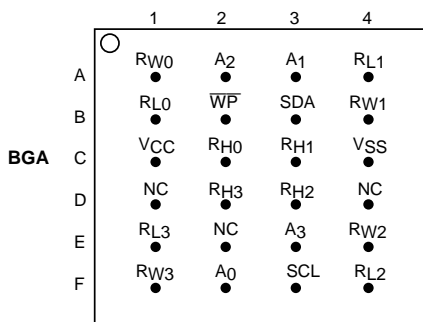 1 2 3 4
A RW0 A2 A1 RL1
B RL0 WP SDA RW1
BGA C VCC RH0 RH1 VSS
D NC RH3 RH2 NC
E RL3 NC A3 RW2
F RW3 A0 SCL RL2